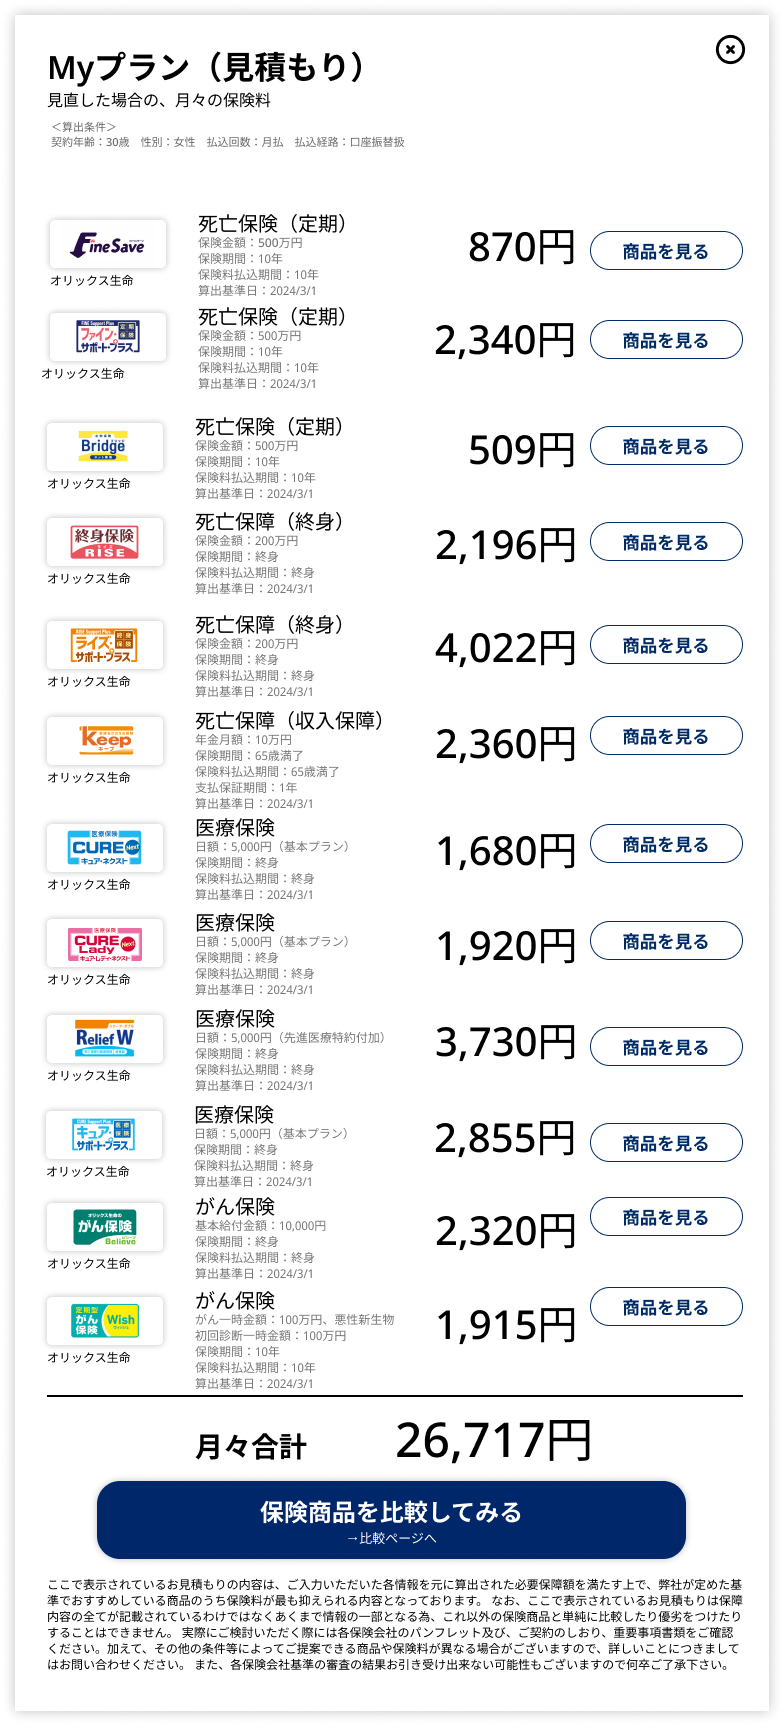 Myプラン（見積もり）
見直した場合の、月々の保険料
＜算出条件＞
契約年齢：30歳　性別：女性　払込回数：月払　払込経路：口座振替扱
FineSave
オリックス生命
死亡保険（定期）
保険金額：500万円
保険期間：10年
保険料払込期間：10年
算出基準日：2024/3/1
870円
商品を見る
FINE Support Plus
ファイン・
定期保険
サポート・プラス
オリックス生命
死亡保険（定期）
保険金額：500万円
保険期間：10年
保険料払込期間：10年
算出基準日：2024/3/1
2,340円
商品を見る
Bridge
オリックス生命
死亡保険（定期）
保険金額：500万円
保険期間：10年
保険料払込期間：10年
算出基準日：2024/3/1
509円
商品を見る
終身保険
RISE
オリックス生命
死亡保障（終身）
保険金額：200万円
保険期間：終身
保険料払込期間：終身
算出基準日：2024/3/1
2,196円
商品を見る
RISE Support Plus
ライズ・
終身保険
サポート・プラス
オリックス生命
死亡保障（終身）
保険金額：200万円
保険期間：終身
保険料払込期間：終身
算出基準日：2024/3/1
4,022円
商品を見る
Keep
キープ
オリックス生命
死亡保障（収入保障）
年金月額：10万円
保険期間：65歳満了
保険料払込期間：65歳満了
支払保証期間：1年
算出基準日：2024/3/1
2,360円
商品を見る
医療保険
CURE Next
キュア・ネクスト
オリックス生命
医療保険
日額：5,000円（基本プラン）
保険期間：終身
保険料払込期間：終身
算出基準日：2024/3/1
1,680円
商品を見る
医療保険
CURE Lady Next
キュア・レディ・ネクスト
オリックス生命
医療保険
日額：5,000円（基本プラン）
保険期間：終身
保険料払込期間：終身
算出基準日：2024/3/1
1,920円
商品を見る
Relief W
オリックス生命
医療保険
日額：5,000円（先進医療特約付加）
保険期間：終身
保険料払込期間：終身
算出基準日：2024/3/1
3,730円
商品を見る
CURE Support Plus
キュア・
医療保険
サポート・プラス
オリックス生命
医療保険
日額：5,000円（基本プラン）
保険期間：終身
保険料払込期間：終身
算出基準日：2024/3/1
2,855円
商品を見る
オリックス生命の
がん保険
Believe
オリックス生命
がん保険
基本給付金額：10,000円
保険期間：終身
保険料払込期間：終身
算出基準日：2024/3/1
2,320円
商品を見る
定期型
がん
保険
Wish
ウィッシュ
オリックス生命
がん保険
がん一時金額：100万円、悪性新生物
初回診断一時金額：100万円
保険期間：10年
保険料払込期間：10年
算出基準日：2024/3/1
1,915円
商品を見る
月々合計
26,717円
保険商品を比較してみる
→比較ページへ
ここで表示されているお見積もりの内容は、ご入力いただいた各情報を元に算出された必要保障額を満たす上で、弊社が定めた基
準でおすすめしている商品のうち保険料が最も抑えられる内容となっております。 なお、ここで表示されているお見積もりは保障
内容の全てが記載されているわけではなくあくまで情報の一部となる為、これ以外の保険商品と単純に比較したり優劣をつけたり
することはできません。 実際にご検討いただく際には各保険会社のパンフレット及び、ご契約のしおり、重要事項書類をご確認
ください。加えて、その他の条件等によってご提案できる商品や保険料が異なる場合がございますので、詳しいことにつきまして
はお問い合わせください。 また、各保険会社基準の審査の結果お引き受け出来ない可能性もございますので何卒ご了承下さい。